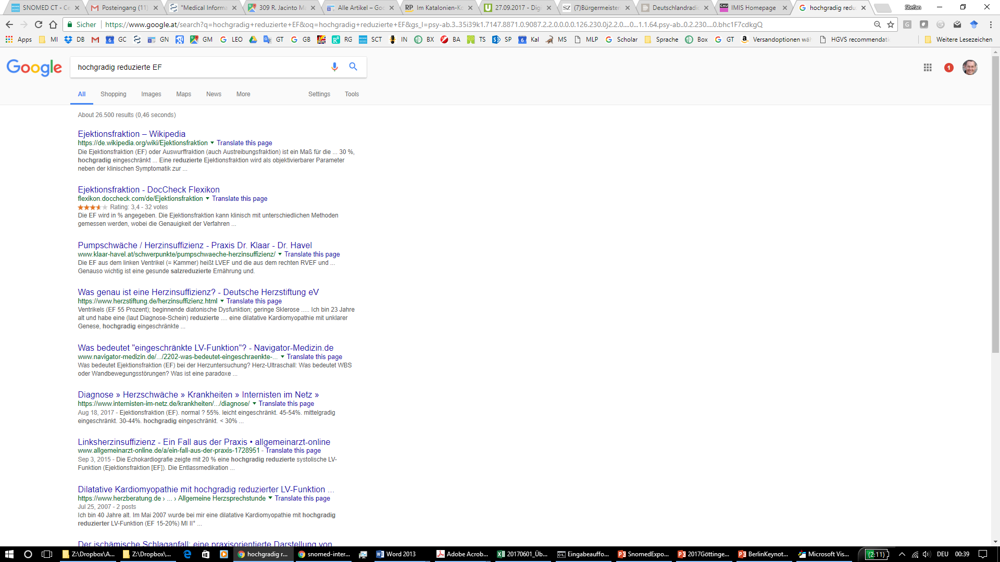 SNOMED CT - Ce
Posteingang (11)
"Medical Informa
309 R. Jacinto Ma
Alle Artikel – Goo
Im Katalonien-Ko
27.09.2017 - Digi
(7)Bürgermeister
Deutschlandradio
IMIS Homepage
hochgradig redu
Stefan
Sicher
https://www.google.at/search?q=hochgradig+reduzierte+EF&oq=hochgradig+reduzierte+EF&gs_l=psy-ab.3..35i39k1.7147.8871.0.9087.2.2.0.0.0.0.126.230.0j2.2.0....0...1.1.64.psy-ab..0.2.230....0.bhc1F7cdkgQ
Apps MI DB GC GN GM LEO GT GB RG SCT IN BX BA TS SP Kal MS MLP Scholar Sprache Box GT Versandoptionen wäh HGVS recommendati Weitere Lesezeichen
Google
hochgradig reduzierte EF
1
All Shopping Images Maps News More Settings Tools
About 26.500 results (0,46 seconds)
Ejektionsfraktion – Wikipedia
https://de.wikipedia.org/wiki/Ejektionsfraktion Translate this page
Die Ejektionsfraktion (EF) oder Auswurffraktion (auch Austreibungsfraktion) ist ein Maß für die ... 30 %,
hochgradig eingeschränkt ... Eine reduzierte Ejektionsfraktion wird als objektivierbarer Parameter
neben der klinischen Symptomatik zur ...
Ejektionsfraktion - DocCheck Flexikon
flexikon.doccheck.com/de/Ejektionsfraktion Translate this page
Rating: 3,4 - 32 votes
Die EF wird in % angegeben. Die Ejektionsfraktion kann klinisch mit unterschiedlichen Methoden
gemessen werden, wobei die Genauigkeit der Verfahren ...
Pumpschwäche / Herzinsuffizienz - Praxis Dr. Klaar - Dr. Havel
www.klaar-havel.at/schwerpunkte/pumpschwaeche-herzinsuffizienz/ Translate this page
Die EF aus dem linken Ventrikel (= Kammer) heißt LVEF und die aus dem rechten RVEF und ...
Genauso wichtig ist eine gesunde salzreduzierte Ernährung und.
Was genau ist eine Herzinsuffizienz? - Deutsche Herzstiftung eV
https://www.herzstiftung.de/herzinsuffizienz.html Translate this page
Ventrikels (EF 55 Prozent); beginnende diatonische Dysfunktion; geringe Sklerose ..... Ich bin 23 Jahre
alt und habe eine (laut Diagnose-Schein) reduzierte .... eine dilatative Kardiomyopathie mit unklarer
Genese, hochgradig eingeschränkte ...
Was bedeutet "eingeschränkte LV-Funktion"? - Navigator-Medizin.de
www.navigator-medizin.de/.../2202-was-bedeutet-eingeschraenkte-... Translate this page
Was bedeutet Ejektionsfraktion (EF) bei der Herzuntersuchung? Herz-Ultraschall: Was bedeutet WBS
oder Wandbewegungsstörungen? Was ist eine paradoxe ...
Diagnose » Herzschwäche » Krankheiten » Internisten im Netz »
https://www.internisten-im-netz.de/krankheiten/.../diagnose/ Translate this page
Aug 18, 2017 - Ejektionsfraktion (EF). normal ? 55%. leicht eingeschränkt. 45-54%. mittelgradig
eingeschränkt. 30-44%. hochgradig eingeschränkt. < 30% ...
Linksherzinsuffizienz - Ein Fall aus der Praxis • allgemeinarzt-online
www.allgemeinarzt-online.de/a/ein-fall-aus-der-praxis-1728951 - Translate this page
Sep 3, 2015 - Die Echokardiografie zeigte mit 20 % eine hochgradig reduzierte systolische LV-
Funktion (Ejektionsfraktion [EF]). Die Entlassmedikation ...
Dilatative Kardiomyopathie mit hochgradig reduzierter LV-Funktion ...
https://www.herzberatung.de › ... › Allgemeine Herzsprechstunde Translate this page
Jul 25, 2007 - 2 posts
Ich bin 40 Jahre alt. Im Mai 2007 wurde bei mir eine dilatative Kardiomyopathie mit hochgradig
reduzierter LV-Funktion (EF 15-20%) MI II° ...
Der ischämische Schlaganfall: eine praxisorientierte Darstellung von
Z:\Dropbox\A... Z:\Dropbox\... hochgradig r... snomed-inter... Word 2013 Adobe Acrob... 20170601_Üb... Eingabeauffo... SnomedExpo... 2017Göttinge... BerlinKeynot... Microsoft Vis... (2:11) DEU 00:39